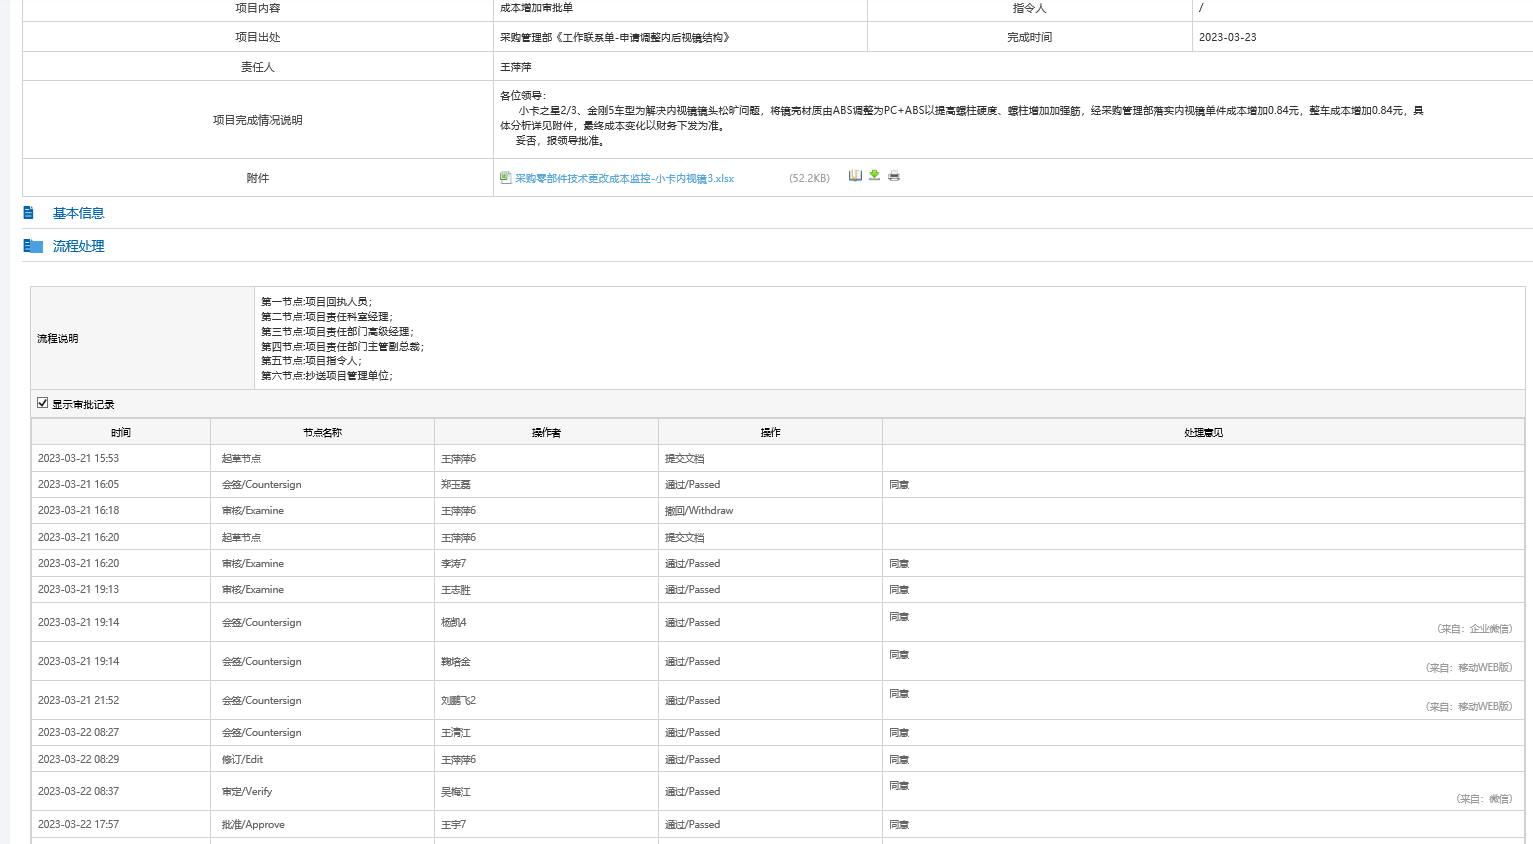 项目内容 成本增加审批单 指令人 /
项目出处 采购管理部《工作联系单-申请调整内后视镜结构》 完成时间 2023-03-23
责任人 王萍萍
项目完成情况说明
各位领导：
小卡之星2/3、金刚5车型为解决内视镜镜头松旷问题，将镜壳材质由ABS调整为PC+ABS以提高螺柱硬度、螺柱增加加强筋，经采购管理部落实内视镜单件成本增加0.84元，整车成本增加0.84元，具
体分析详见附件，最终成本变化以财务下发为准。
妥否，报领导批准。
附件 采购零部件技术更改成本监控-小卡内视镜3.xlsx (52.2KB)
基本信息
流程处理
流程说明
第一节点:项目回执人员；
第二节点:项目责任科室经理；
第三节点:项目责任部门高级经理；
第四节点:项目责任部门主管副总裁；
第五节点:项目指令人；
第六节点:抄送项目管理单位；
显示审批记录
时间 节点名称 操作者 操作 处理意见
2023-03-21 15:53 起草节点 王萍萍6 提交文档
2023-03-21 16:05 会签/Countersign 郑玉磊 通过/Passed 同意
2023-03-21 16:18 审核/Examine 王萍萍6 撤回/Withdraw
2023-03-21 16:20 起草节点 王萍萍6 提交文档
2023-03-21 16:20 审核/Examine 李涛7 通过/Passed 同意
2023-03-21 19:13 审核/Examine 王志胜 通过/Passed 同意
2023-03-21 19:14 会签/Countersign 杨凯4 通过/Passed 同意
（来自：企业微信）
2023-03-21 19:14 会签/Countersign 鞠培金 通过/Passed 同意
（来自：移动WEB版）
2023-03-21 21:52 会签/Countersign 刘鹏飞2 通过/Passed 同意
（来自：移动WEB版）
2023-03-22 08:27 会签/Countersign 王清江 通过/Passed 同意
2023-03-22 08:29 修订/Edit 王萍萍6 通过/Passed 同意
2023-03-22 08:37 审定/Verify 吴梅江 通过/Passed 同意
（来自：微信）
2023-03-22 17:57 批准/Approve 王宇7 通过/Passed 同意